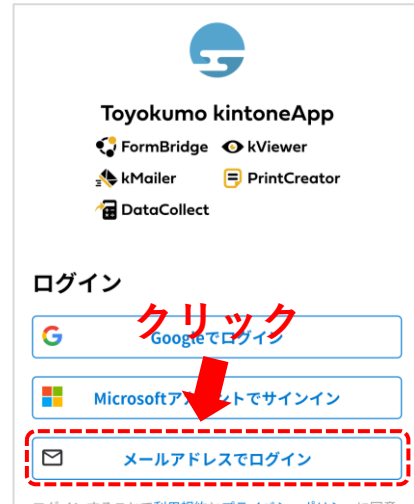 Toyokumo kintoneApp
FormBridge kViewer
kMailer PrintCreator
DataCollect
ログイン
クリック
Googleでログイン
Microsoftアカウントでサインイン
メールアドレスでログイン